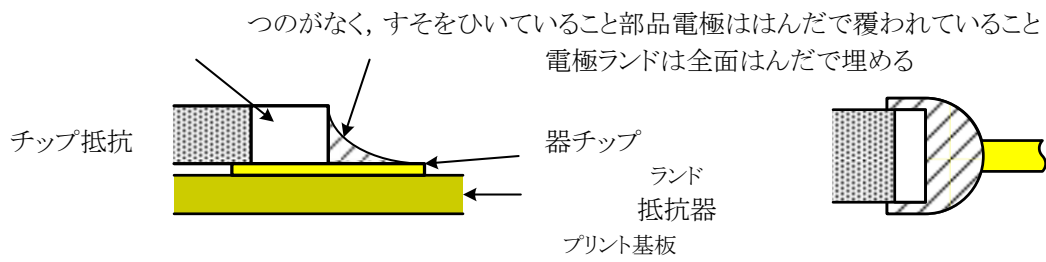 つのがなく, すそをひいていること部品電極ははんだで覆われていること
電極ランドは全面はんだで埋める
チップ抵抗
器チップ
ランド
抵抗器
プリント基板